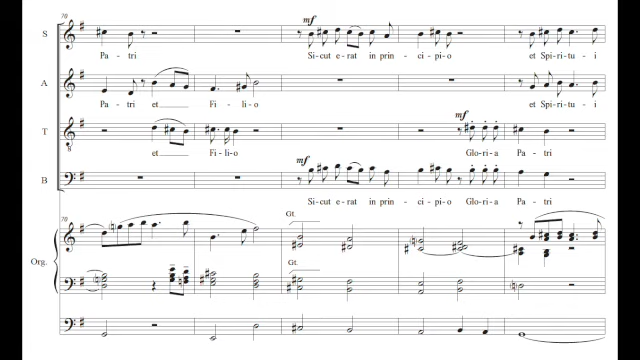 70
mf
S
Pa - tri Si - cut e - rat in prin - ci - pi - o et Spi - ri - tu - i
A
Pa - tri et Fi - li - o et Spi - ri - tu - i
mf
T
8
et Fi - li - o Glo - ri - a Pa - tri
mf
B
Si - cut e - rat in prin - ci - pi - o Glo - ri - a Pa - tri
70
Gt.
Org.
Gt.